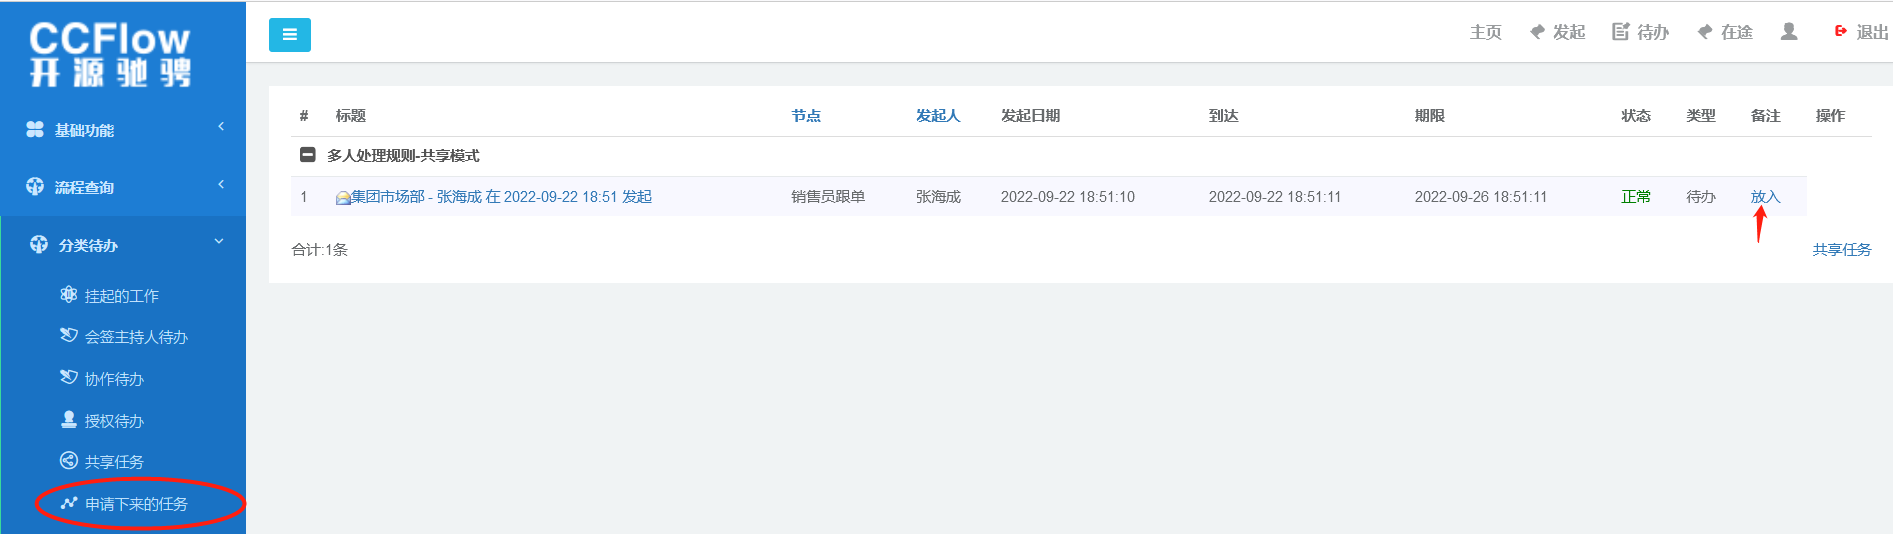 CCFlow
开源驰骋
主页 发起 待办 在途 退出
基础功能
流程查询
分类待办
挂起的工作
会签主持人待办
协作待办
授权待办
共享任务
申请下来的任务
# 标题 节点 发起人 发起日期 到达 期限 状态 类型 备注 操作
多人处理规则-共享模式
1 集团市场部 - 张海成 在 2022-09-22 18:51 发起 销售员跟单 张海成 2022-09-22 18:51:10 2022-09-22 18:51:11 2022-09-26 18:51:11 正常 待办 放入
合计:1条 共享任务